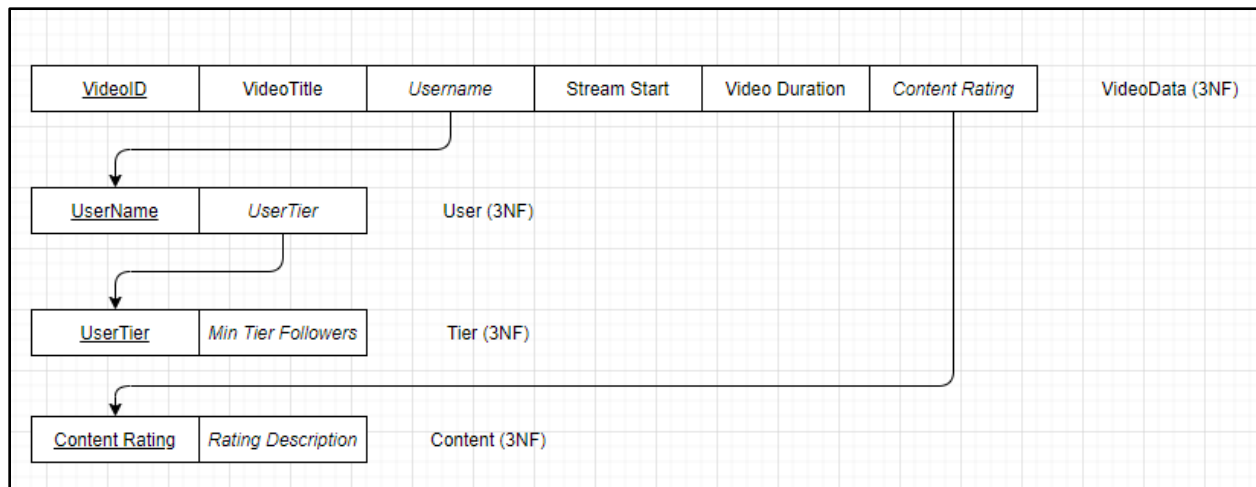 VideoID VideoTitle Username Stream Start Video Duration Content Rating VideoData (3NF)
UserName UserTier User (3NF)
UserTier Min Tier Followers Tier (3NF)
Content Rating Rating Description Content (3NF)